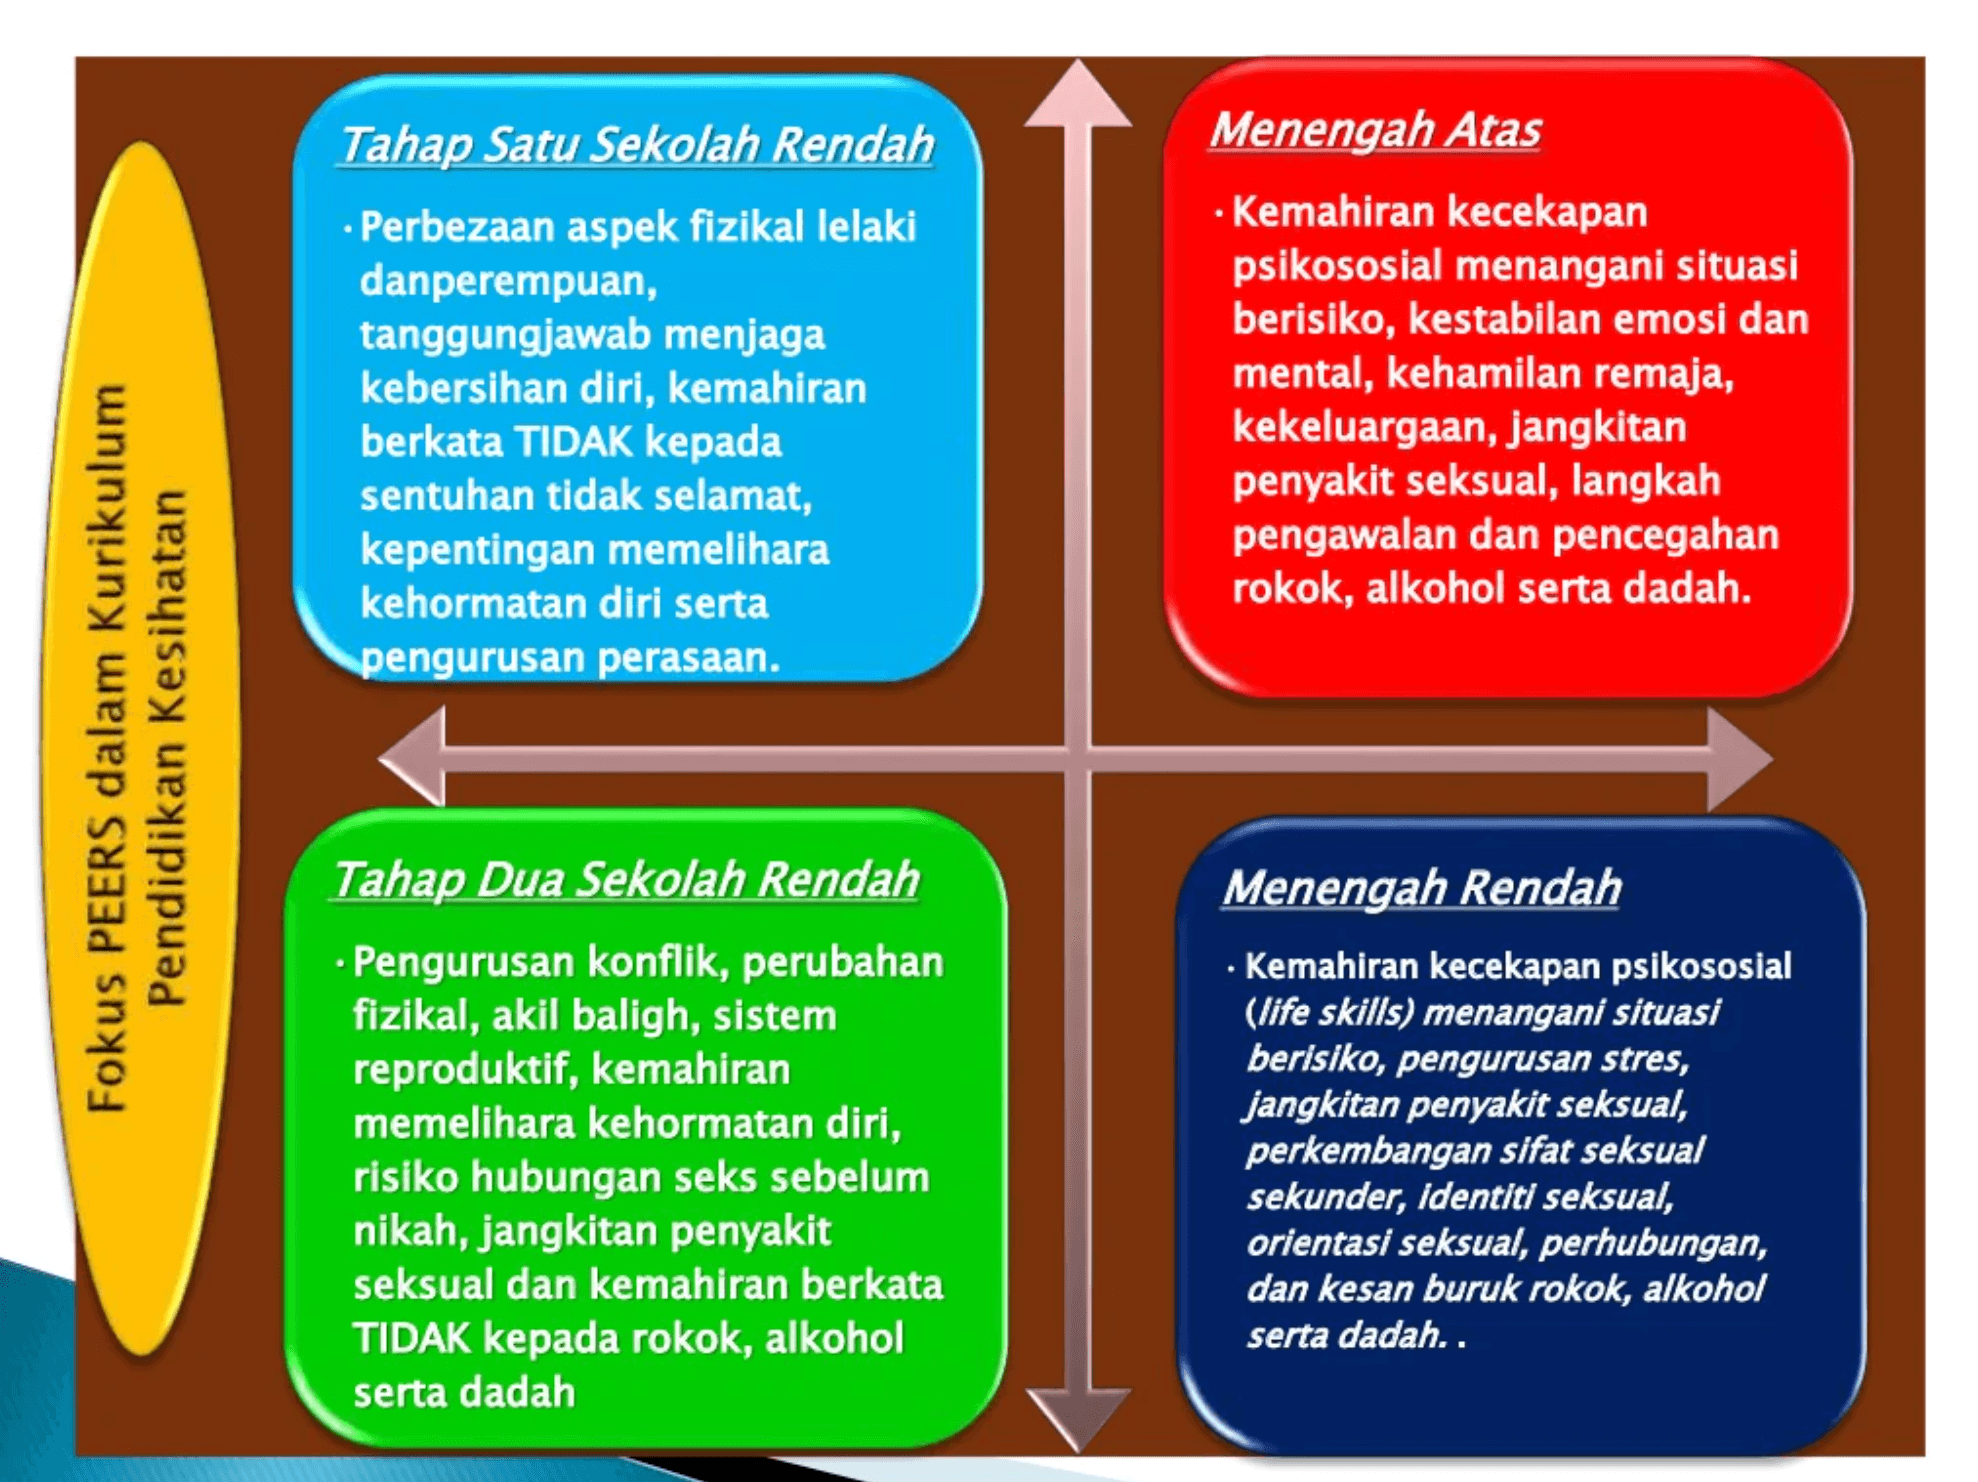 Fokus PEERS dalam Kurikulum
Pendidikan Kesihatan
Tahap Satu Sekolah Rendah
· Perbezaan aspek fizikal lelaki
danperempuan,
tanggungjawab menjaga
kebersihan diri, kemahiran
berkata TIDAK kepada
sentuhan tidak selamat,
kepentingan memelihara
kehormatan diri serta
pengurusan perasaan.
Menengah Atas
· Kemahiran kecekapan
psikososial menangani situasi
berisiko, kestabilan emosi dan
mental, kehamilan remaja,
kekeluargaan, jangkitan
penyakit seksual, langkah
pengawalan dan pencegahan
rokok, alkohol serta dadah.
Tahap Dua Sekolah Rendah
· Pengurusan konflik, perubahan
fizikal, akil baligh, sistem
reproduktif, kemahiran
memelihara kehormatan diri,
risiko hubungan seks sebelum
nikah, jangkitan penyakit
seksual dan kemahiran berkata
TIDAK kepada rokok, alkohol
serta dadah
Menengah Rendah
· Kemahiran kecekapan psikososial
(life skills) menangani situasi
berisiko, pengurusan stres,
jangkitan penyakit seksual,
perkembangan sifat seksual
sekunder, identiti seksual,
orientasi seksual, perhubungan,
dan kesan buruk rokok, alkohol
serta dadah. .